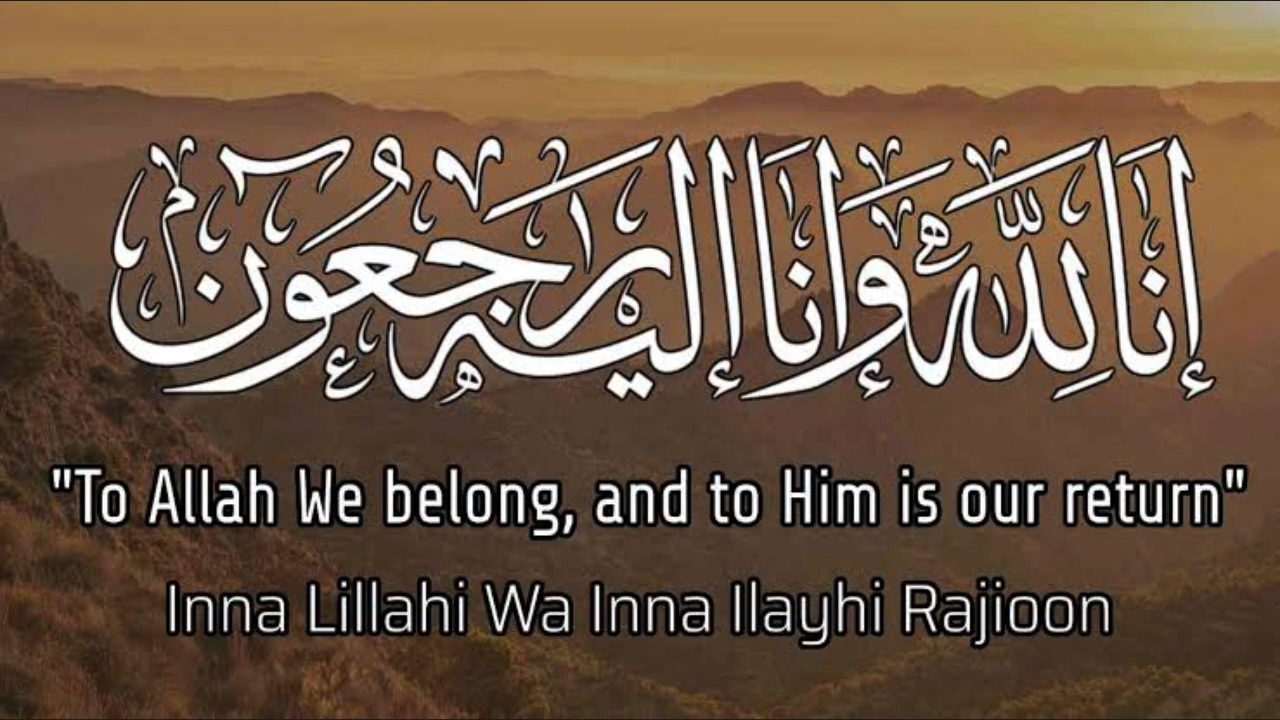 إنا لله وإنا إليه راجعون
"To Allah We belong, and to Him is our return"
Inna Lillahi Wa Inna Ilayhi Rajioon